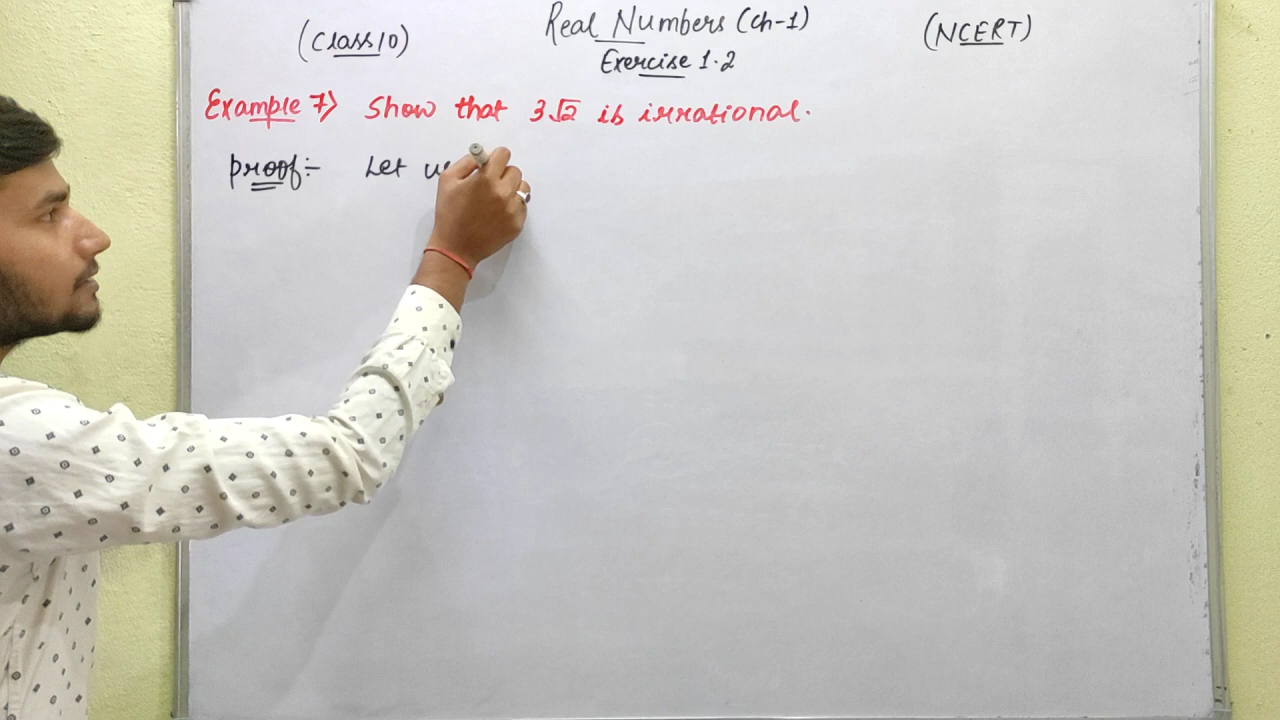 (Class 10) Real Numbers (Ch-1) (NCERT)
Exercise 1.2
Example 7) Show that 3√2 is irrational.
proof:- Let